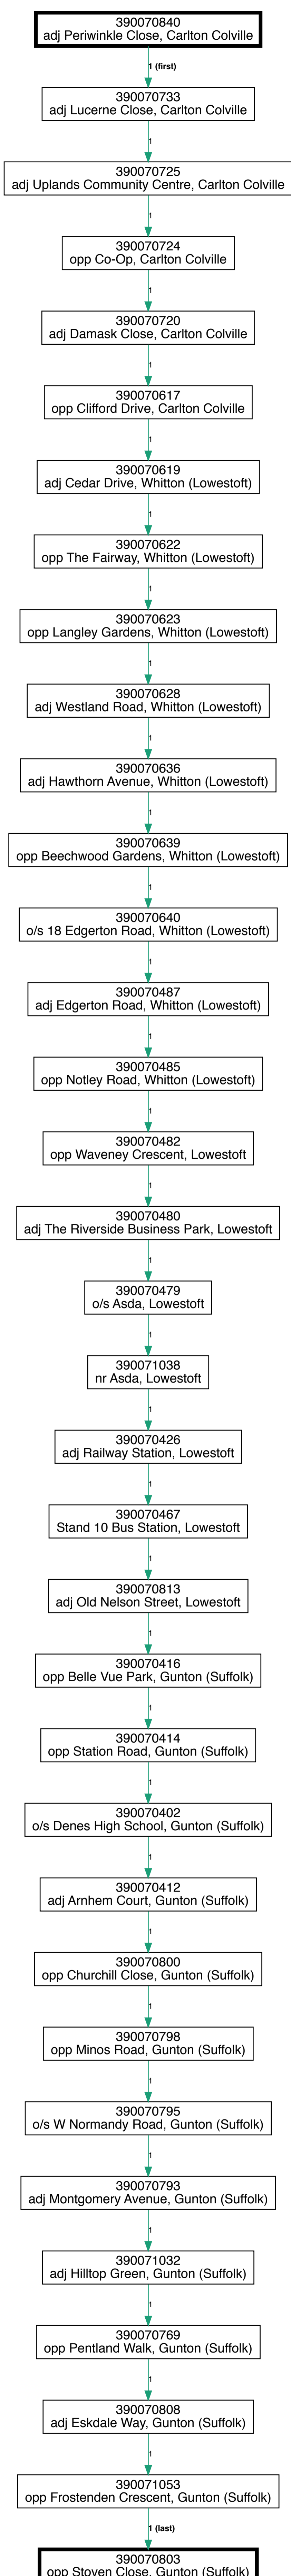 390070840
adj Periwinkle Close, Carlton Colville
1 (first)
390070733
adj Lucerne Close, Carlton Colville
1
390070725
adj Uplands Community Centre, Carlton Colville
1
390070724
opp Co-Op, Carlton Colville
1
390070720
adj Damask Close, Carlton Colville
1
390070617
opp Clifford Drive, Carlton Colville
1
390070619
adj Cedar Drive, Whitton (Lowestoft)
1
390070622
opp The Fairway, Whitton (Lowestoft)
1
390070623
opp Langley Gardens, Whitton (Lowestoft)
1
390070628
adj Westland Road, Whitton (Lowestoft)
1
390070636
adj Hawthorn Avenue, Whitton (Lowestoft)
1
390070639
opp Beechwood Gardens, Whitton (Lowestoft)
1
390070640
o/s 18 Edgerton Road, Whitton (Lowestoft)
1
390070487
adj Edgerton Road, Whitton (Lowestoft)
1
390070485
opp Notley Road, Whitton (Lowestoft)
1
390070482
opp Waveney Crescent, Lowestoft
1
390070480
adj The Riverside Business Park, Lowestoft
1
390070479
o/s Asda, Lowestoft
1
390071038
nr Asda, Lowestoft
1
390070426
adj Railway Station, Lowestoft
1
390070467
Stand 10 Bus Station, Lowestoft
1
390070813
adj Old Nelson Street, Lowestoft
1
390070416
opp Belle Vue Park, Gunton (Suffolk)
1
390070414
opp Station Road, Gunton (Suffolk)
1
390070402
o/s Denes High School, Gunton (Suffolk)
1
390070412
adj Arnhem Court, Gunton (Suffolk)
1
390070800
opp Churchill Close, Gunton (Suffolk)
1
390070798
opp Minos Road, Gunton (Suffolk)
1
390070795
o/s W Normandy Road, Gunton (Suffolk)
1
390070793
adj Montgomery Avenue, Gunton (Suffolk)
1
390071032
adj Hilltop Green, Gunton (Suffolk)
1
390070769
opp Pentland Walk, Gunton (Suffolk)
1
390070808
adj Eskdale Way, Gunton (Suffolk)
1
390071053
opp Frostenden Crescent, Gunton (Suffolk)
1 (last)
390070803
opp Stoven Close, Gunton (Suffolk)